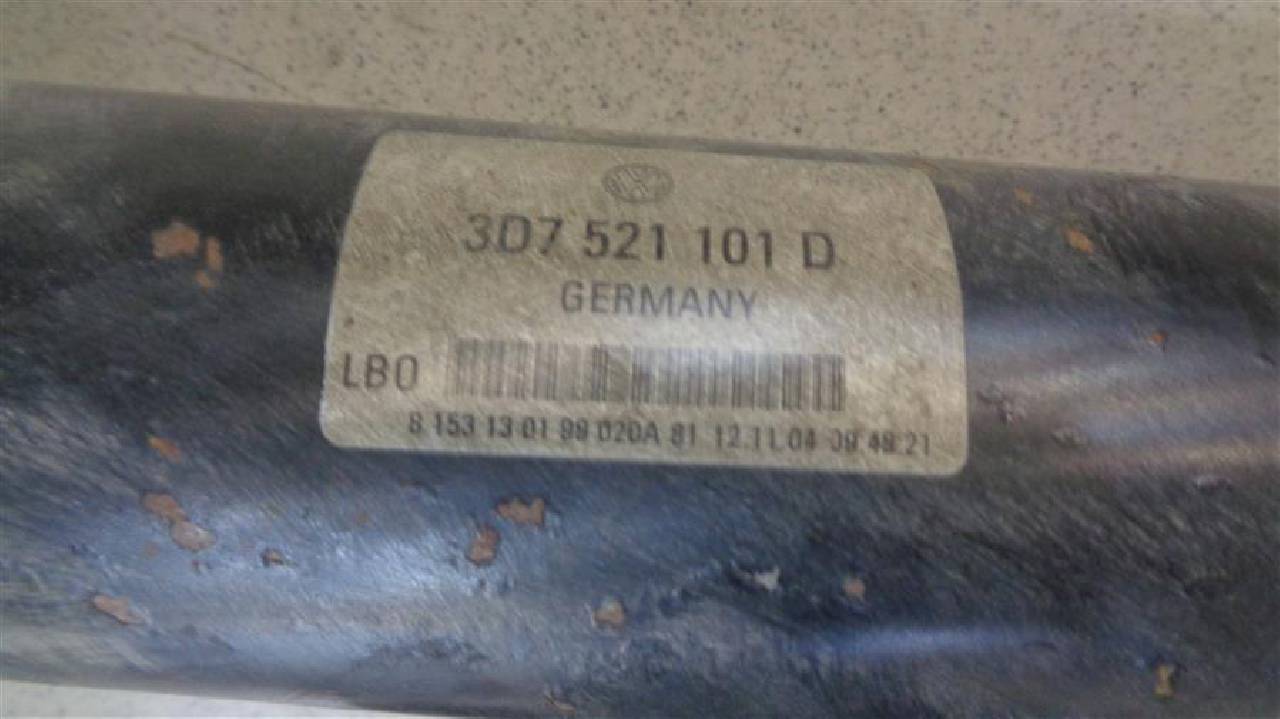 3D7 521 101 D
GERMANY
LB0
8 153 13 01 99 020A 81 12.11.04 09.48.21